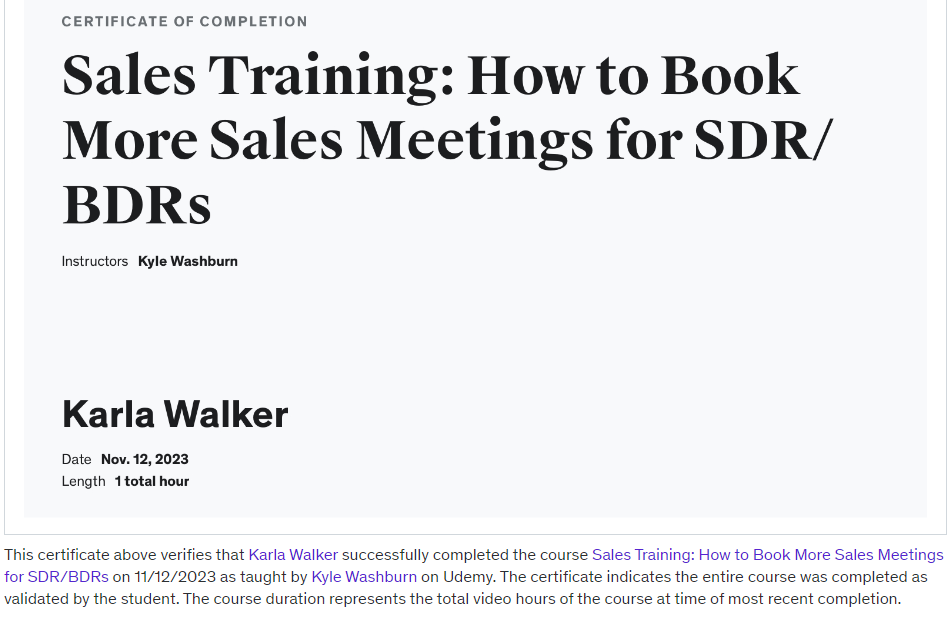 CERTIFICATE OF COMPLETION
Sales Training: How to Book
More Sales Meetings for SDR/
BDRs
Instructors Kyle Washburn
Karla Walker
Date Nov. 12, 2023
Length 1 total hour
This certificate above verifies that Karla Walker successfully completed the course Sales Training: How to Book More Sales Meetings
for SDR/BDRs on 11/12/2023 as taught by Kyle Washburn on Udemy. The certificate indicates the entire course was completed as
validated by the student. The course duration represents the total video hours of the course at time of most recent completion.